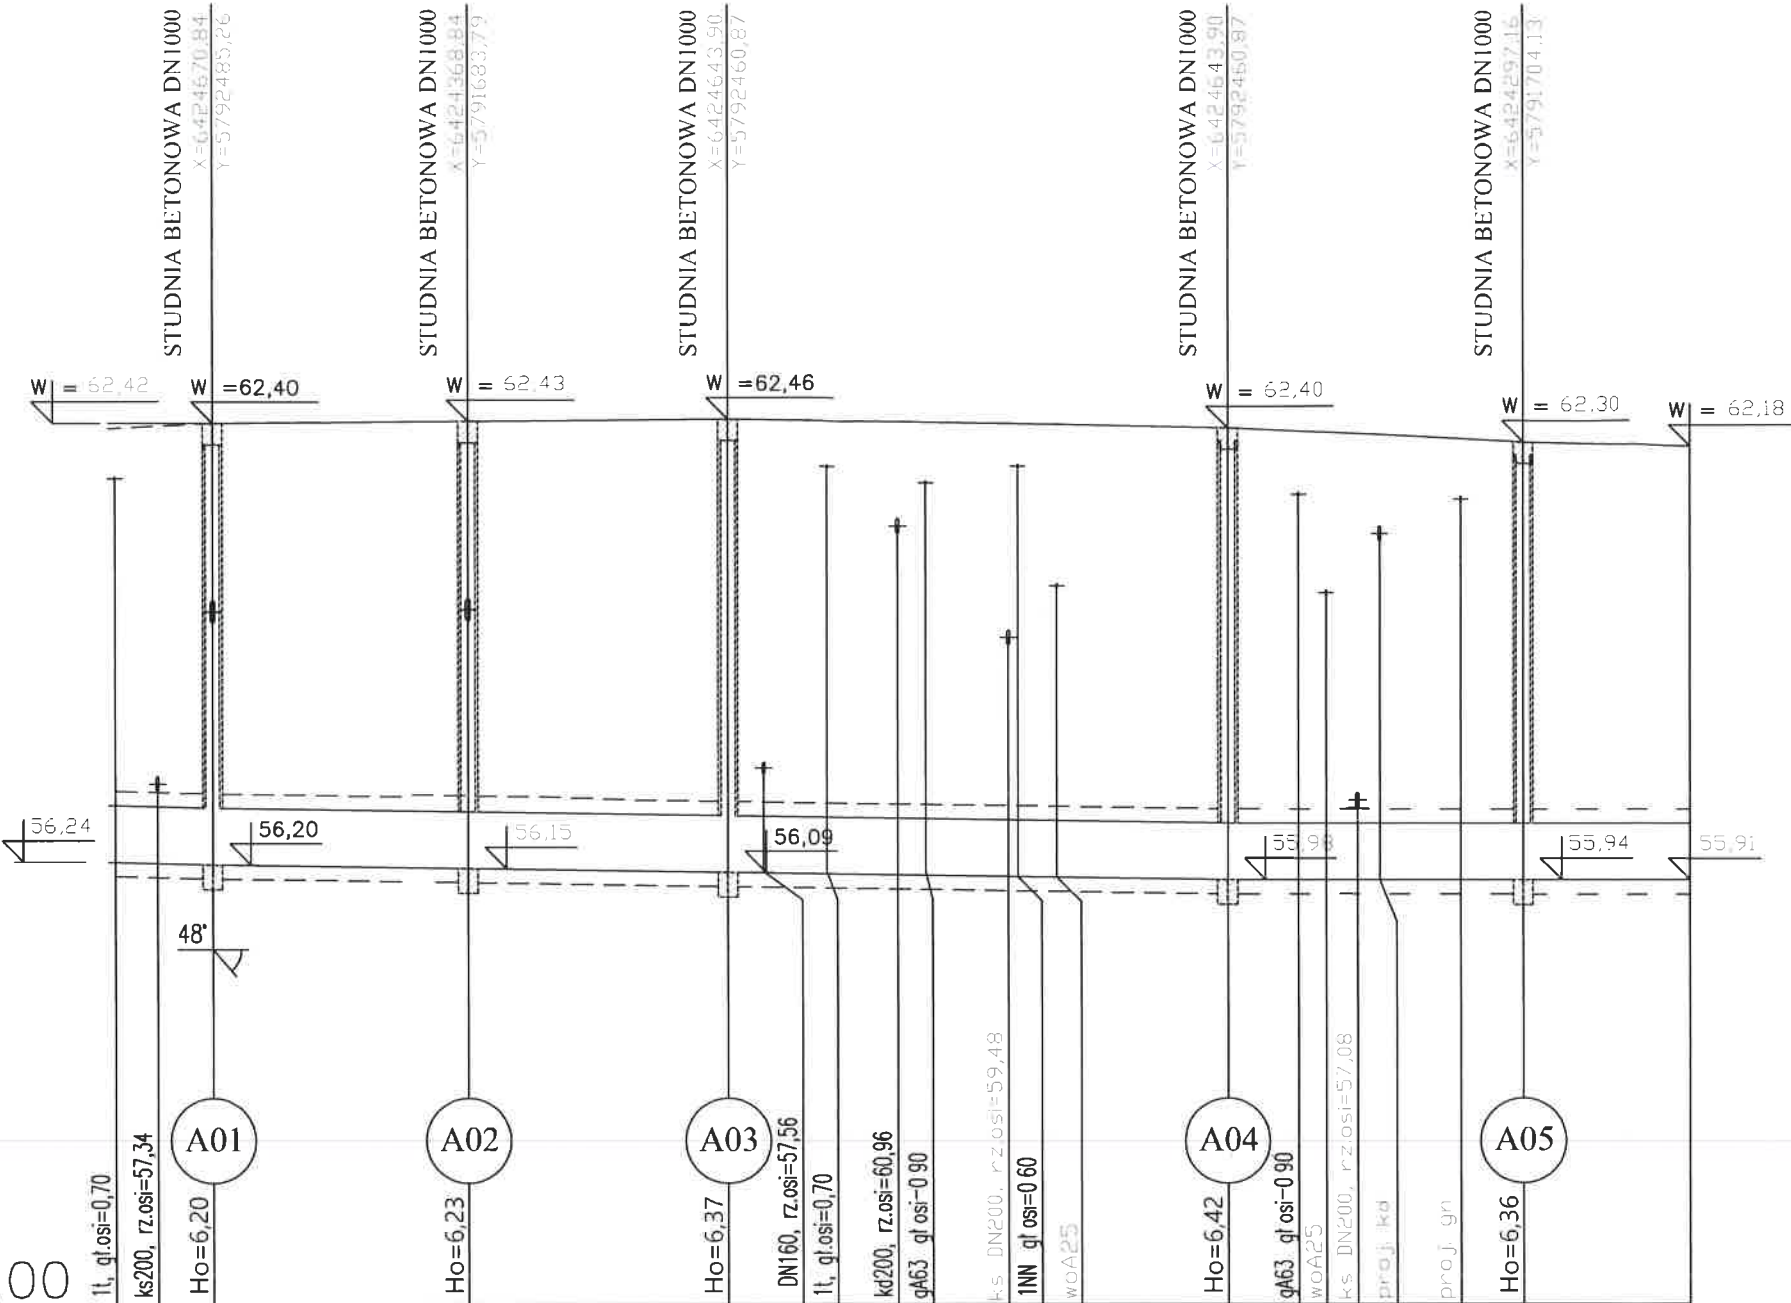 STUDNIA BETONOWA DN1000
X=6424670,84
Y=5792485,26
STUDNIA BETONOWA DN1000
X=6424368,84
Y=5791683,79
STUDNIA BETONOWA DN1000
X=6424643,90
Y=5792460,87
STUDNIA BETONOWA DN1000
X=6424643,90
Y=5792460,87
STUDNIA BETONOWA DN1000
X=6424297,16
Y=5791704,13
W = 62,42
W =62,40
W = 62,43
W =62,46
W = 62,40
W = 62,30
W = 62,18
56,24
56,20
56,15
56,09
55,98
55,94
55,91
48°
A01
A02
A03
A04
A05
1t, gł.osi=0,70
ks200, rz.osi=57,34
Ho=6,20
Ho=6,23
Ho=6,37
DN160, rz.osi=57,56
1t, gł.osi=0,70
kd200, rz.osi=60,96
gA63 gł osi-0 90
ks DN200, rz.osi=59,48
1NN gł osi=0 60
woA25
Ho=6,42
gA63 gł osi-0 90
woA25
ks DN200, rz.osi=57,08
proj. kd
proj. gn
Ho=6,36
00